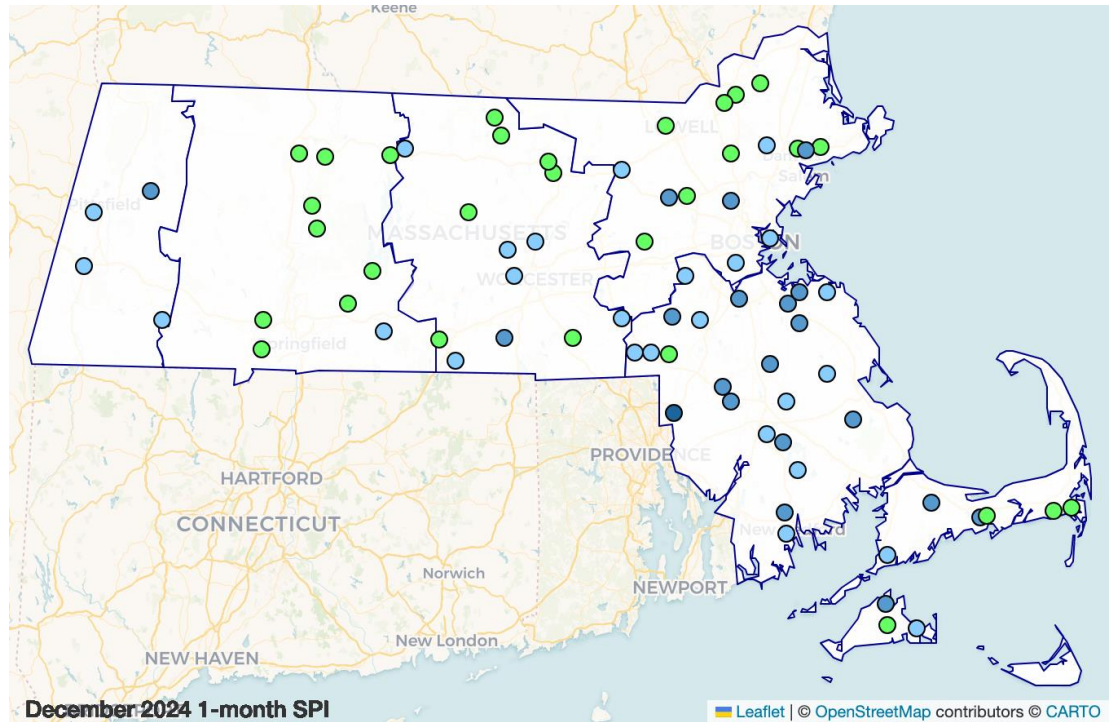 Keene
LOWELL
Salem
Pittsfield
MASSACHUSETTS
BOSTON
WORCESTER
Springfield
PROVIDENCE
HARTFORD
CONNECTICUT
Norwich
NEWPORT
New London
NEW HAVEN
December 2024 1-month SPI
Leaflet | © OpenStreetMap contributors © CARTO